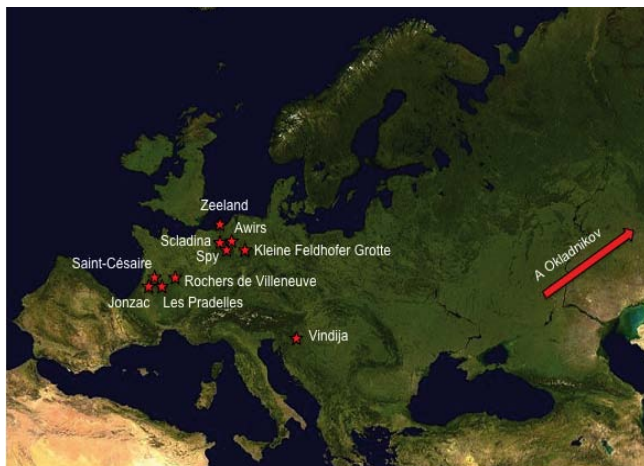 Zeeland
Awirs
Scladina
Spy
Kleine Feldhofer Grotte
Saint-Césaire
Rochers de Villeneuve
Jonzac
Les Pradelles
Vindija
A Okladnikov